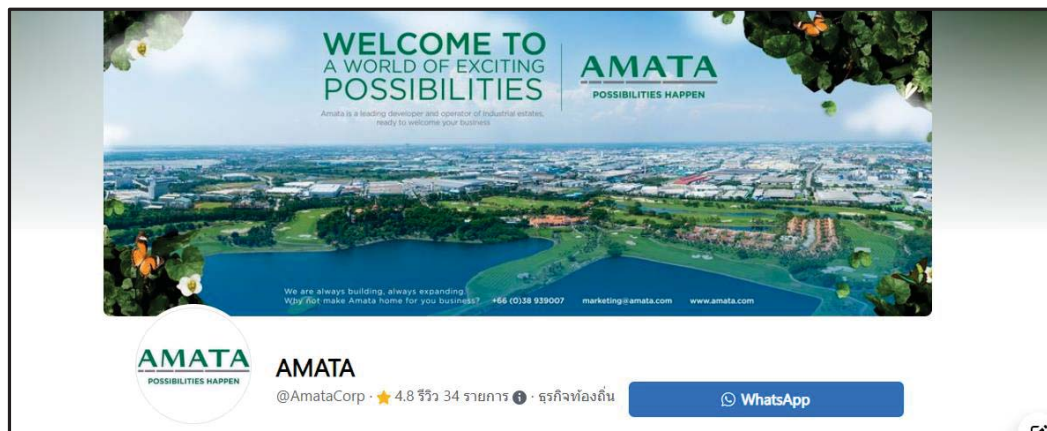 WELCOME TO
A WORLD OF EXCITING
POSSIBILITIES
Amata is a leading developer and operator of industrial estates,
ready to welcome your business
AMATA
POSSIBILITIES HAPPEN
We are always building, always expanding.
Why not make Amata home for you business? +66 (0)38 939007 marketing@amata.com www.amata.com
AMATA
POSSIBILITIES HAPPEN
AMATA
@AmataCorp · 4.8 รีวิว 34 รายการ · ธุรกิจท้องถิ่น
WhatsApp